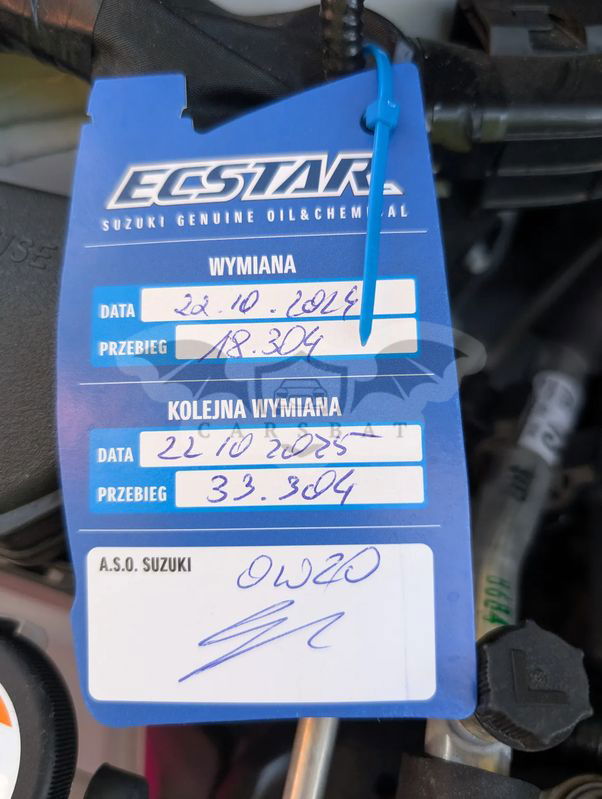 ECSTAR
SUZUKI GENUINE OIL&CHEMICAL
WYMIANA
DATA 22.10.2024
PRZEBIEG 18.304
KOLEJNA WYMIANA
CARSBAT
DATA 22 10 2025
PRZEBIEG 33.304
A.S.O. SUZUKI 0W20
L